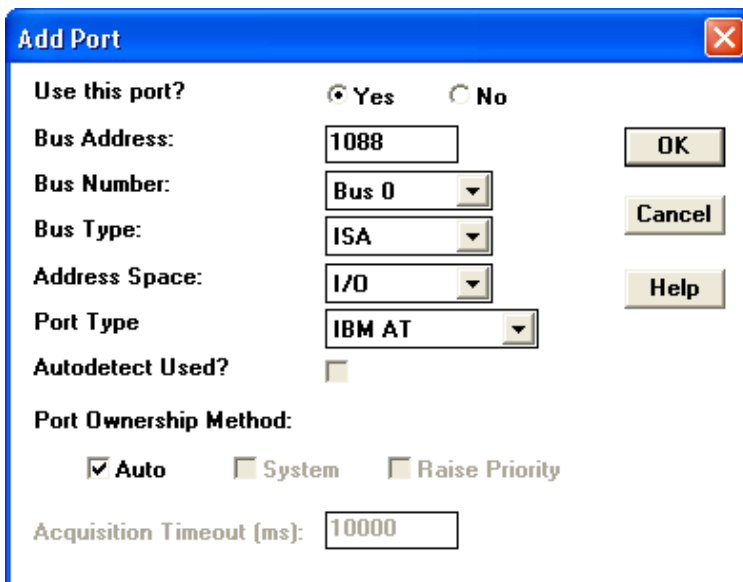 Add Port
Use this port? Yes No
Bus Address: 1088 OK
Bus Number: Bus 0
Cancel
Bus Type: ISA
Address Space: I/O Help
Port Type IBM AT
Autodetect Used?
Port Ownership Method:
Auto System Raise Priority
Acquisition Timeout (ms): 10000